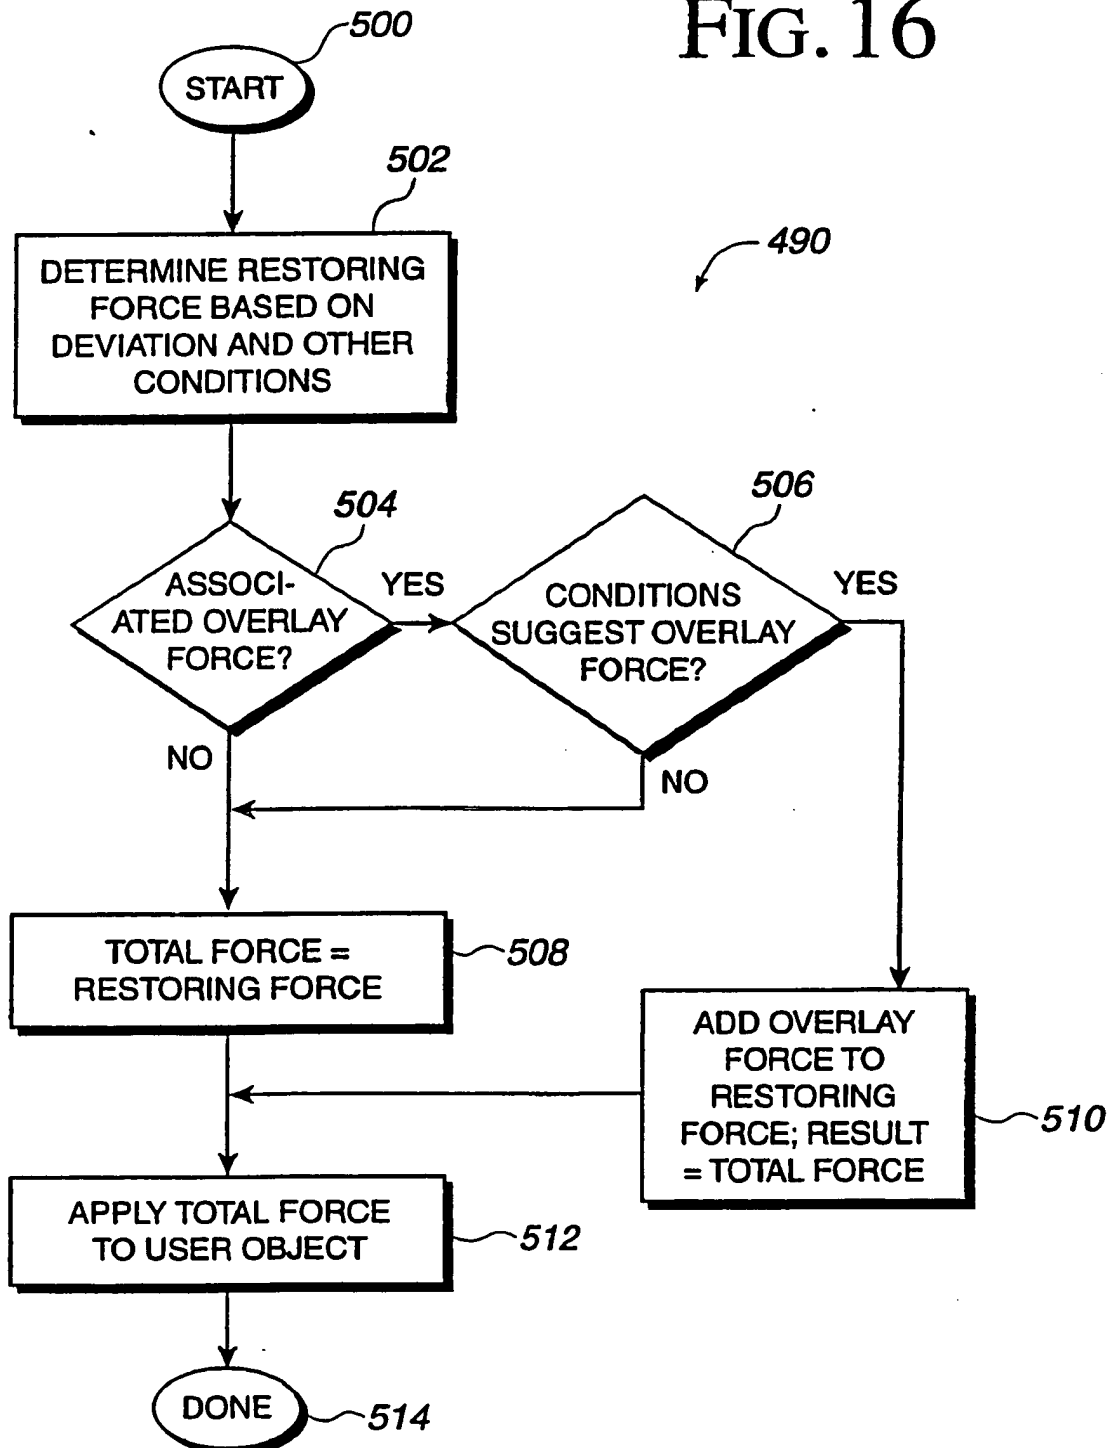 FIG. 16
500
START
502
490
DETERMINE RESTORING
FORCE BASED ON
DEVIATION AND OTHER
CONDITIONS
504
506
ASSOCI-
ATED OVERLAY
FORCE?
YES
CONDITIONS
SUGGEST OVERLAY
FORCE?
YES
NO
NO
TOTAL FORCE =
RESTORING FORCE
508
ADD OVERLAY
FORCE TO
RESTORING
FORCE; RESULT
= TOTAL FORCE
510
APPLY TOTAL FORCE
TO USER OBJECT
512
DONE
514